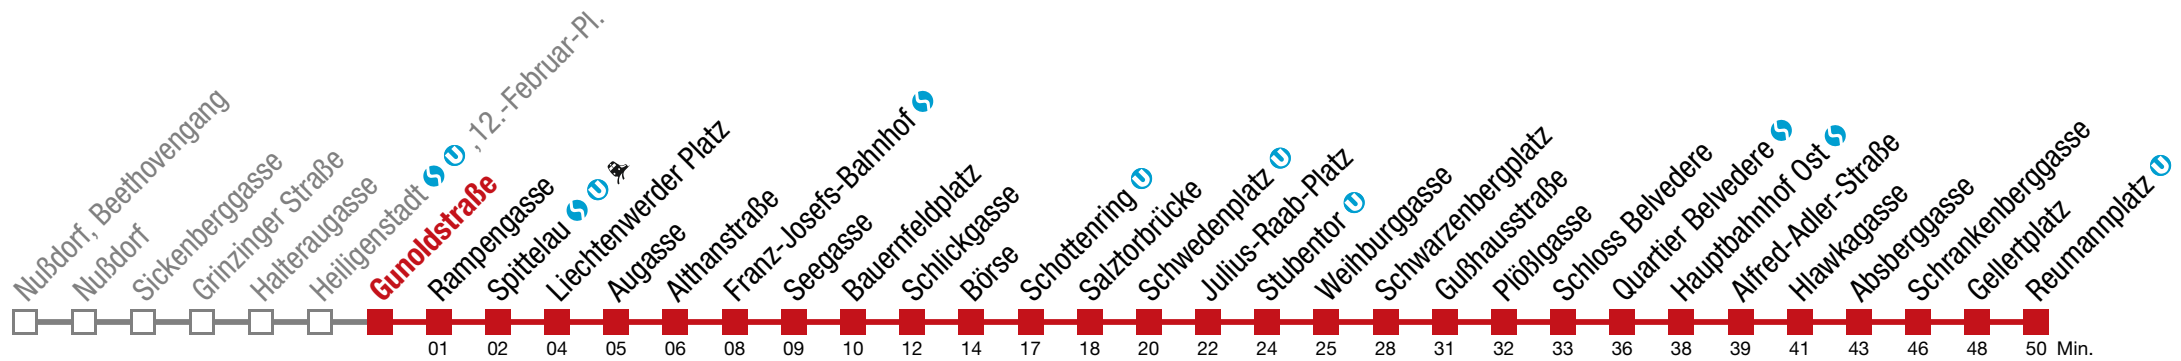 Nußdorf, Beethovengang
Nußdorf
Sickenberggasse
Grinzinger Straße
Halteraugasse
Heiligenstadt S U , 12.-Februar-Pl.
Gunoldstraße
Rampengasse
Spittelau S U
Liechtenwerder Platz
Augasse
Althanstraße
Franz-Josefs-Bahnhof S
Seegasse
Bauernfeldplatz
Schlickgasse
Börse
Schottenring U
Salztorbrücke
Schwedenplatz U
Julius-Raab-Platz
Stubentor U
Weihburggasse
Schwarzenbergplatz
Gußhausstraße
Plößlgasse
Schloss Belvedere
Quartier Belvedere S
Hauptbahnhof Ost S
Alfred-Adler-Straße
Hlawkagasse
Absberggasse
Schrankenberggasse
Gellertplatz
Reumannplatz U
01 02 04 05 06 08 09 10 12 14 17 18 20 22 24 25 28 31 32 33 36 38 39 41 43 46 48 50 Min.